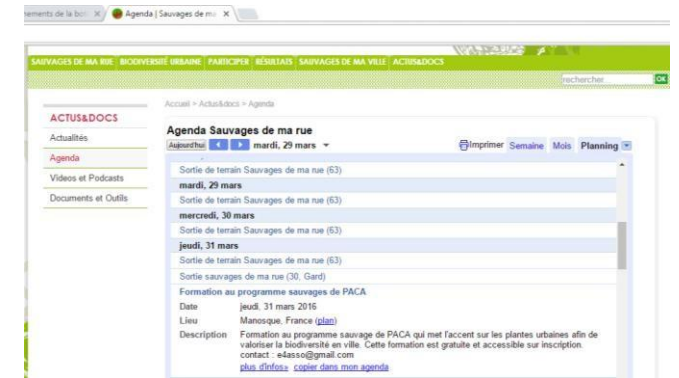 nements de la bot
Agenda | Sauvages de ma
SAUVAGES DE MA RUE BIODIVERSITÉ URBAINE PARTICIPER RÉSULTATS SAUVAGES DE MA VILLE ACTUS&DOCS
rechercher OK
Accueil > Actus&docs > Agenda
ACTUS&DOCS
Actualités
Agenda
Videos et Podcasts
Documents et Outils
Agenda Sauvages de ma rue
Aujourd'hui mardi, 29 mars Imprimer Semaine Mois Planning
Sortie de terrain Sauvages de ma rue (63)
mardi, 29 mars
Sortie de terrain Sauvages de ma rue (63)
mercredi, 30 mars
Sortie de terrain Sauvages de ma rue (63)
jeudi, 31 mars
Sortie de terrain Sauvages de ma rue (63)
Sortie sauvages de ma rue (30, Gard)
Formation au programme sauvages de PACA
Date jeudi, 31 mars 2016
Lieu Manosque, France (plan)
Description Formation au programme sauvage de PACA qui met l'accent sur les plantes urbaines afin de
valoriser la biodiversité en ville. Cette formation est gratuite et accessible sur inscription.
contact : e4asso@gmail.com
plus d'infos» copier dans mon agenda